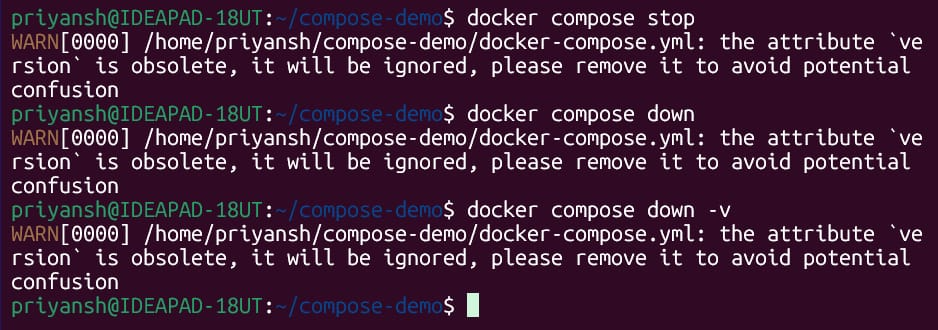 priyansh@IDEAPAD-18UT:~/compose-demo$ docker compose stop
WARN[0000] /home/priyansh/compose-demo/docker-compose.yml: the attribute `ve
rsion` is obsolete, it will be ignored, please remove it to avoid potential
confusion
priyansh@IDEAPAD-18UT:~/compose-demo$ docker compose down
WARN[0000] /home/priyansh/compose-demo/docker-compose.yml: the attribute `ve
rsion` is obsolete, it will be ignored, please remove it to avoid potential
confusion
priyansh@IDEAPAD-18UT:~/compose-demo$ docker compose down -v
WARN[0000] /home/priyansh/compose-demo/docker-compose.yml: the attribute `ve
rsion` is obsolete, it will be ignored, please remove it to avoid potential
confusion
priyansh@IDEAPAD-18UT:~/compose-demo$